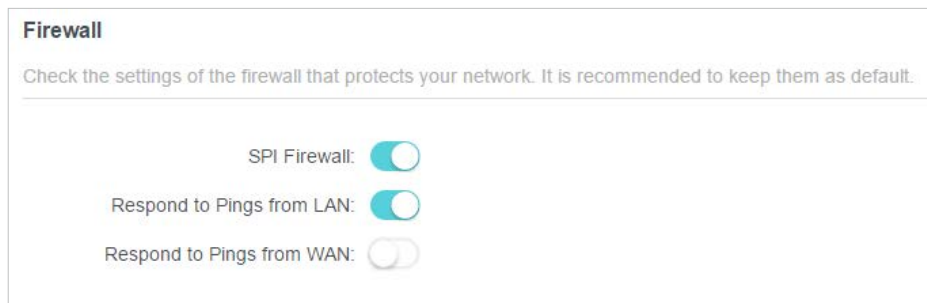 Firewall
Check the settings of the firewall that protects your network. It is recommended to keep them as default.
SPI Firewall:
Respond to Pings from LAN:
Respond to Pings from WAN: